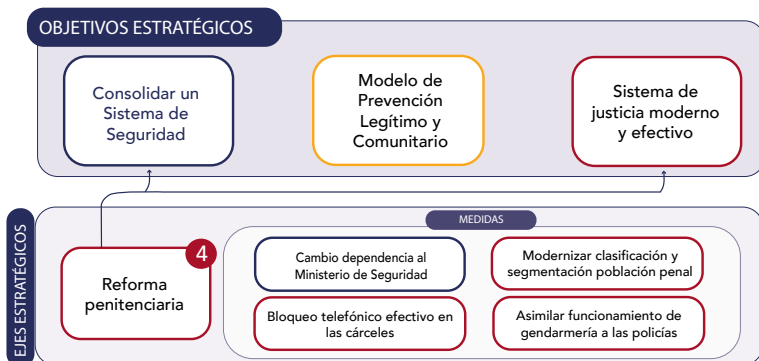 OBJETIVOS ESTRATÉGICOS
Consolidar un
Sistema de
Seguridad
Modelo de
Prevención
Legítimo y
Comunitario
Sistema de
justicia moderno
y efectivo
EJES ESTRATÉGICOS
MEDIDAS
4
Reforma
penitenciaria
Cambio dependencia al
Ministerio de Seguridad
Modernizar clasificación y
segmentación población penal
Bloqueo telefónico efectivo en
las cárceles
Asimilar funcionamiento de
gendarmería a las policías